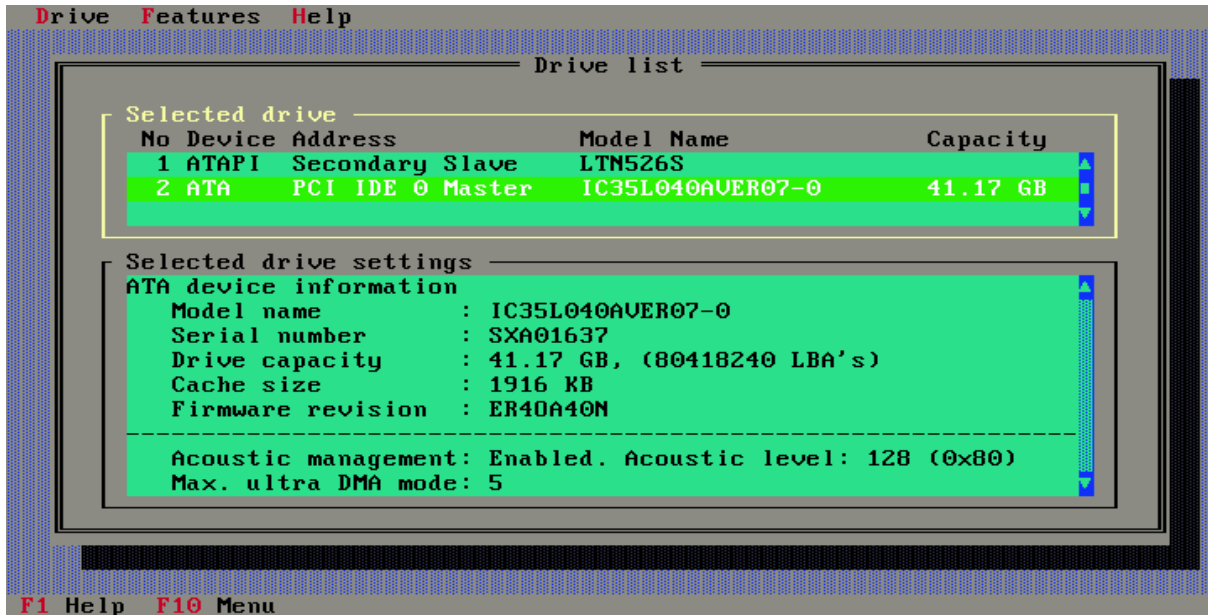 Drive Features Help
Drive list
Selected drive
No Device Address Model Name Capacity
1 ATAPI Secondary Slave LTN526S
2 ATA PCI IDE 0 Master IC35L040AVER07-0 41.17 GB
Selected drive settings
ATA device information
Model name : IC35L040AVER07-0
Serial number : SXA01637
Drive capacity : 41.17 GB, (80418240 LBA's)
Cache size : 1916 KB
Firmware revision : ER4OA40N
Acoustic management: Enabled. Acoustic level: 128 (0x80)
Max. ultra DMA mode: 5
F1 Help F10 Menu